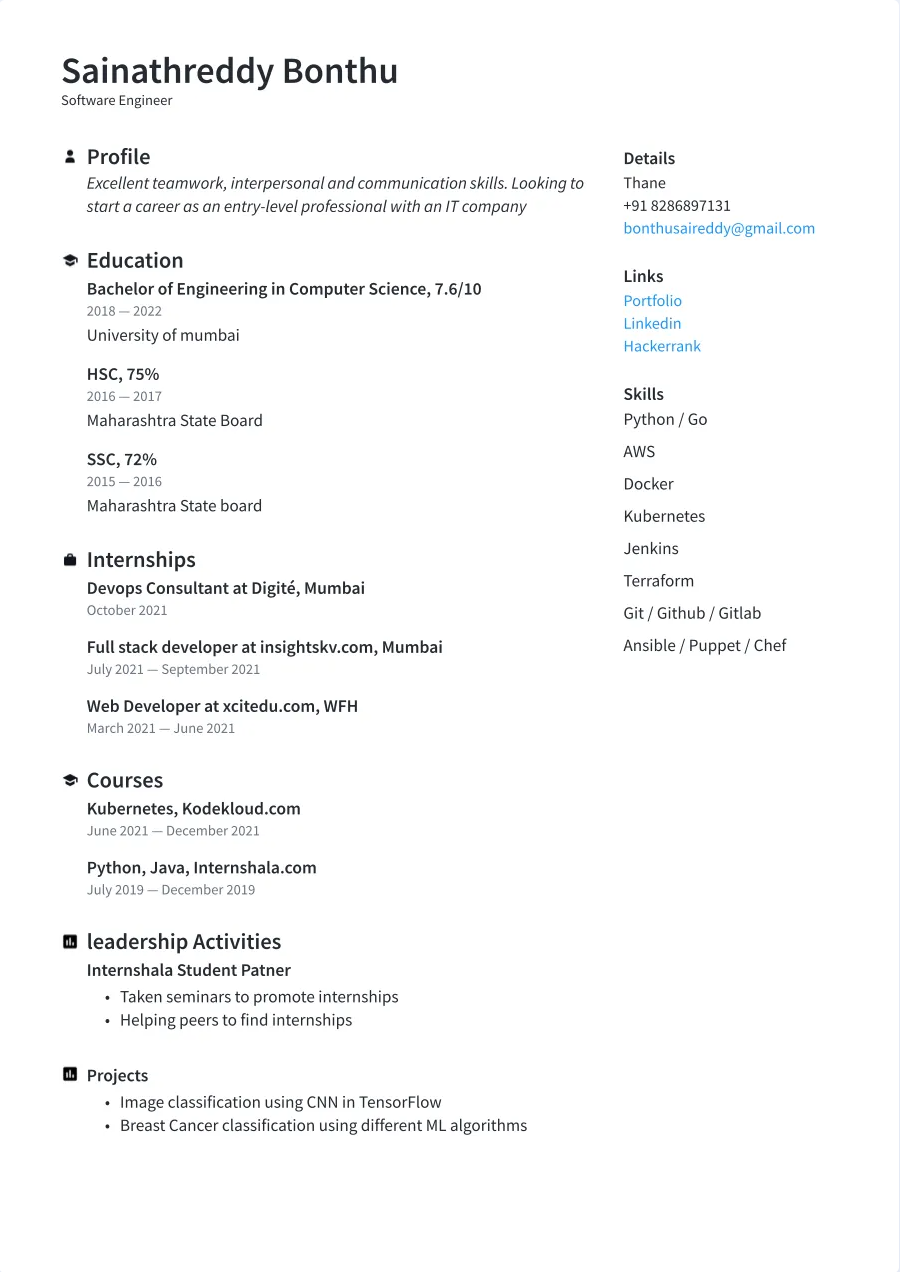 Sainathreddy Bonthu
Software Engineer
Profile
Excellent teamwork, interpersonal and communication skills. Looking to
start a career as an entry-level professional with an IT company
Education
Bachelor of Engineering in Computer Science, 7.6/10
2018 — 2022
University of mumbai
HSC, 75%
2016 — 2017
Maharashtra State Board
SSC, 72%
2015 — 2016
Maharashtra State board
Internships
Devops Consultant at Digité, Mumbai
October 2021
Full stack developer at insightskv.com, Mumbai
July 2021 — September 2021
Web Developer at xcitedu.com, WFH
March 2021 — June 2021
Courses
Kubernetes, Kodekloud.com
June 2021 — December 2021
Python, Java, Internshala.com
July 2019 — December 2019
leadership Activities
Internshala Student Patner
• Taken seminars to promote internships
• Helping peers to find internships
Projects
• Image classification using CNN in TensorFlow
• Breast Cancer classification using different ML algorithms
Details
Thane
+91 8286897131
bonthusaireddy@gmail.com
Links
Portfolio
Linkedin
Hackerrank
Skills
Python / Go
AWS
Docker
Kubernetes
Jenkins
Terraform
Git / Github / Gitlab
Ansible / Puppet / Chef